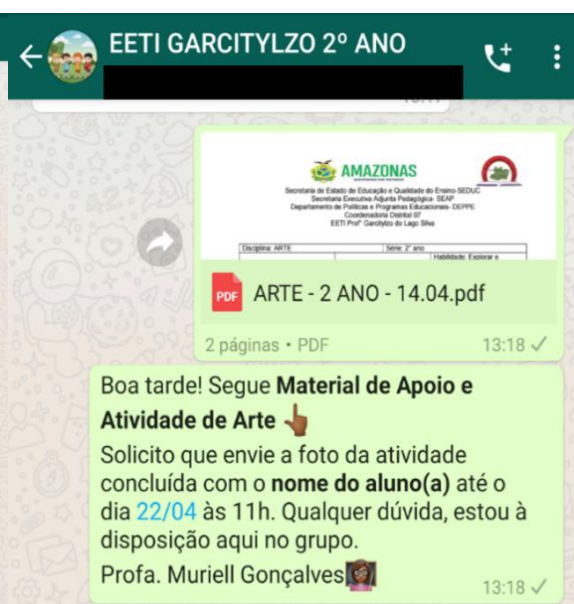 EETI GARCITYLZO 2º ANO
AMAZONAS
Secretaria de Estado de Educação e Qualidade do Ensino-SEDUC
Secretaria Executiva Adjunta Pedagógica- SEAP
Departamento de Políticas e Programas Educacionais- DEPPE
Coordenadoria Distrital 07
EETI Profº Garcitylzo do Lago Silva
Disciplina: ARTE Série: 2° ano
Habilidade: Explorar e
PDF ARTE - 2 ANO - 14.04.pdf
2 páginas • PDF 13:18
Boa tarde! Segue Material de Apoio e
Atividade de Arte
Solicito que envie a foto da atividade
concluída com o nome do aluno(a) até o
dia 22/04 às 11h. Qualquer dúvida, estou à
disposição aqui no grupo.
Profa. Muriell Gonçalves
13:18